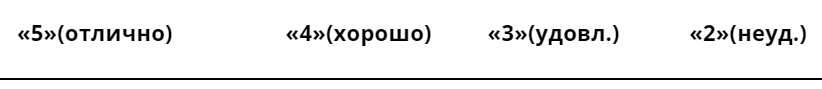 «5»(отлично) «4»(хорошо) «3»(удовл.) «2»(неуд.)